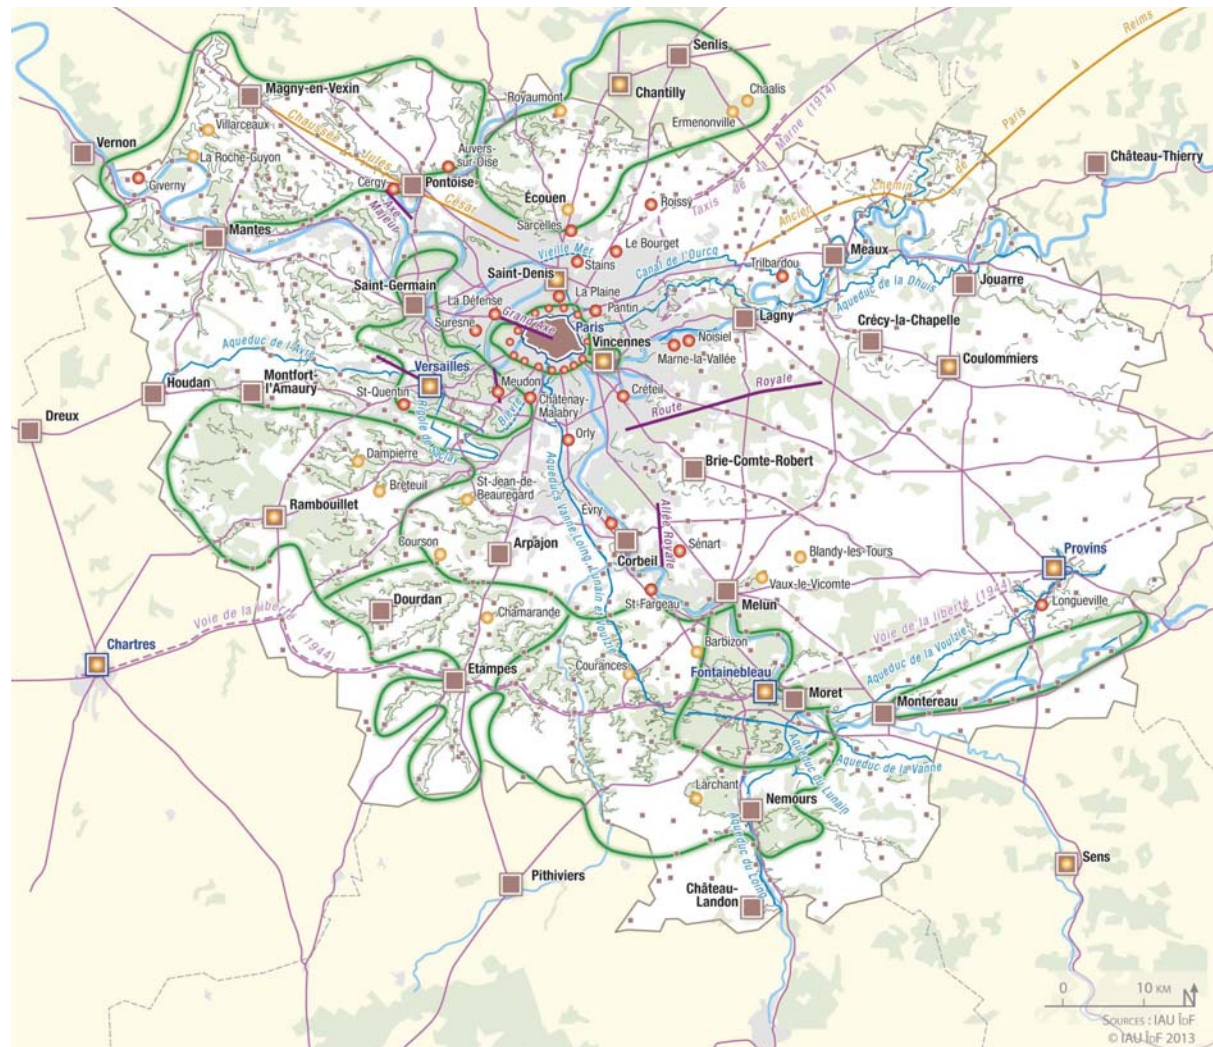 Reims
Senlis
Chantilly
Chaalis
Royaumont
Ermenonville
Magny-en-Vexin
Villarceaux
Chaussée Jules César
Taxis de la Marne (1914)
Paris
Ancien chemin de
Vernon
La Roche-Guyon
Auvers-
sur-Oise
Château-Thierry
Giverny
Cergy
Pontoise
Axe
Majeur
Écouen
Sarcelles
Roissy
Mantes
Vieille Mer
Le Bourget
Stains
Canal de l'Ourcq
Trilbardou
Meaux
Saint-Denis
Saint-Germain
La Plaine
Aqueduc de la Dhuis
Jouarre
La Défense
Pantin
Grand Axe
Suresne
Paris
Lagny
Crécy-la-Chapelle
Vincennes
Noisiel
Marne-la-Vallée
Aqueduc de l'Avre
Versailles
Coulommiers
Houdan
Montfort-
l'Amaury
St-Quentin
Meudon
Créteil
Route Royale
Châtenay-
Malabry
Bièvre
Dreux
Orly
Dampierre
Brie-Comte-Robert
Breteuil
St-Jean-de-
Beauregard
Rambouillet
Évry
Allée Royale
Courson
Arpajon
Corbeil
Sénart
Blandy-les-Tours
Provins
Aqueducs Vanne, Loing, Lunain et Voulzie
Vaux-le-Vicomte
Dourdan
St-Fargeau
Melun
Longueville
Chamarande
Voie de la liberté (1944)
Voie de la liberté (1944)
Chartres
Barbizon
Aqueduc de la Voulzie
Etampes
Courances
Fontainebleau
Moret
Montereau
Aqueduc de la Vanne
Aqueduc du Lunain
Larchant
Nemours
Aqueduc du Loing
Sens
Pithiviers
Château-
Landon
0 10 KM
N
SOURCES : IAU ÎDF
© IAU ÎDF 2013